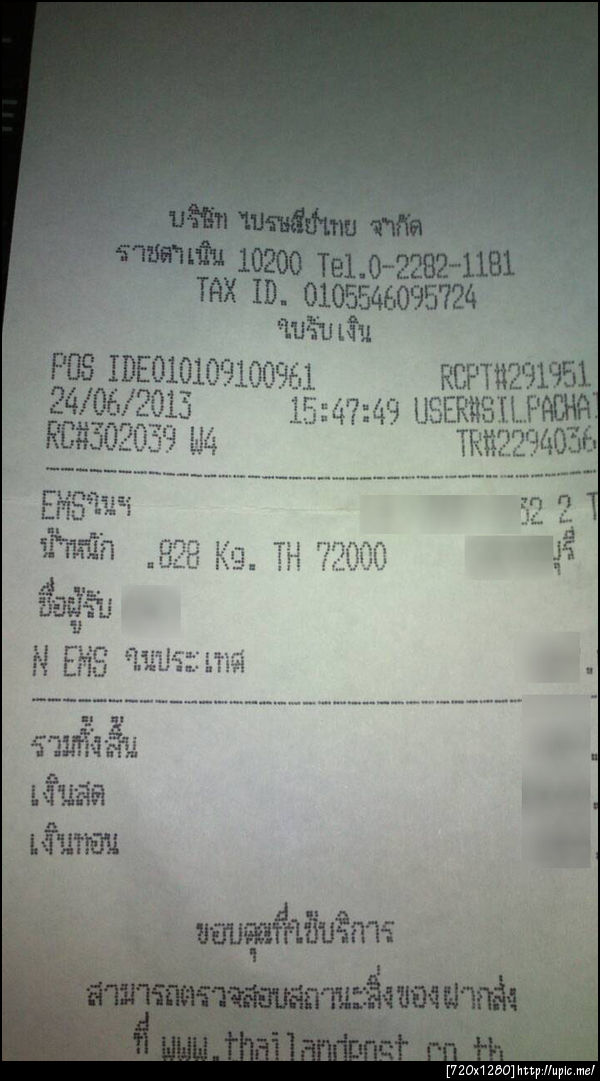 บริษัท ไปรษณีย์ไทย จำกัด
ราชดำเนิน 10200 Tel.0-2282-1181
TAX ID. 0105546095724
ใบรับเงิน
POS IDE010109100961 RCPT#291951
24/06/2013 15:47:49 USER#SILPACHAI
RC#302039 W4 TR#2294036
EMSในฯ 32 2 T
น้ำหนัก .828 Kg. TH 72000 บุรี
ชื่อผู้รับ
N EMS ในประเทศ
รวมทั้งสิ้น
เงินสด
เงินทอน
ขอบคุณที่ใช้บริการ
สามารถตรวจสอบสถานะสิ่งของฝากส่ง
ที่ www.thailandpost.co.th
[720x1280]http://upic.me/